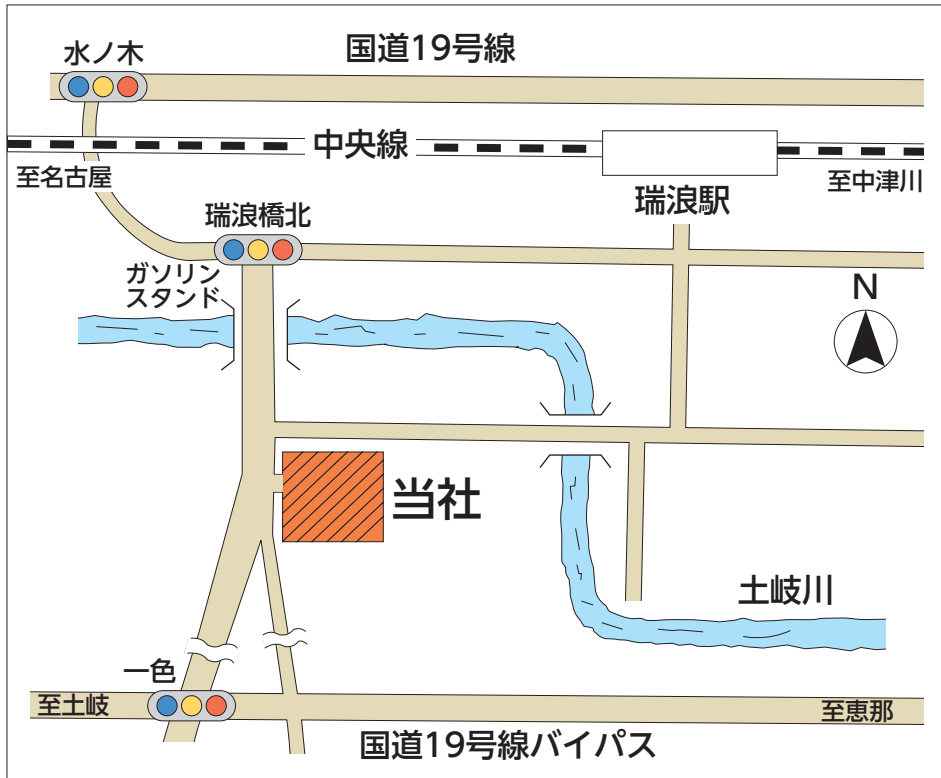 国道19号線
水ノ木
中央線
至名古屋
至中津川
瑞浪駅
瑞浪橋北
ガソリン
スタンド
N
当社
土岐川
一色
至土岐
至恵那
国道19号線バイパス